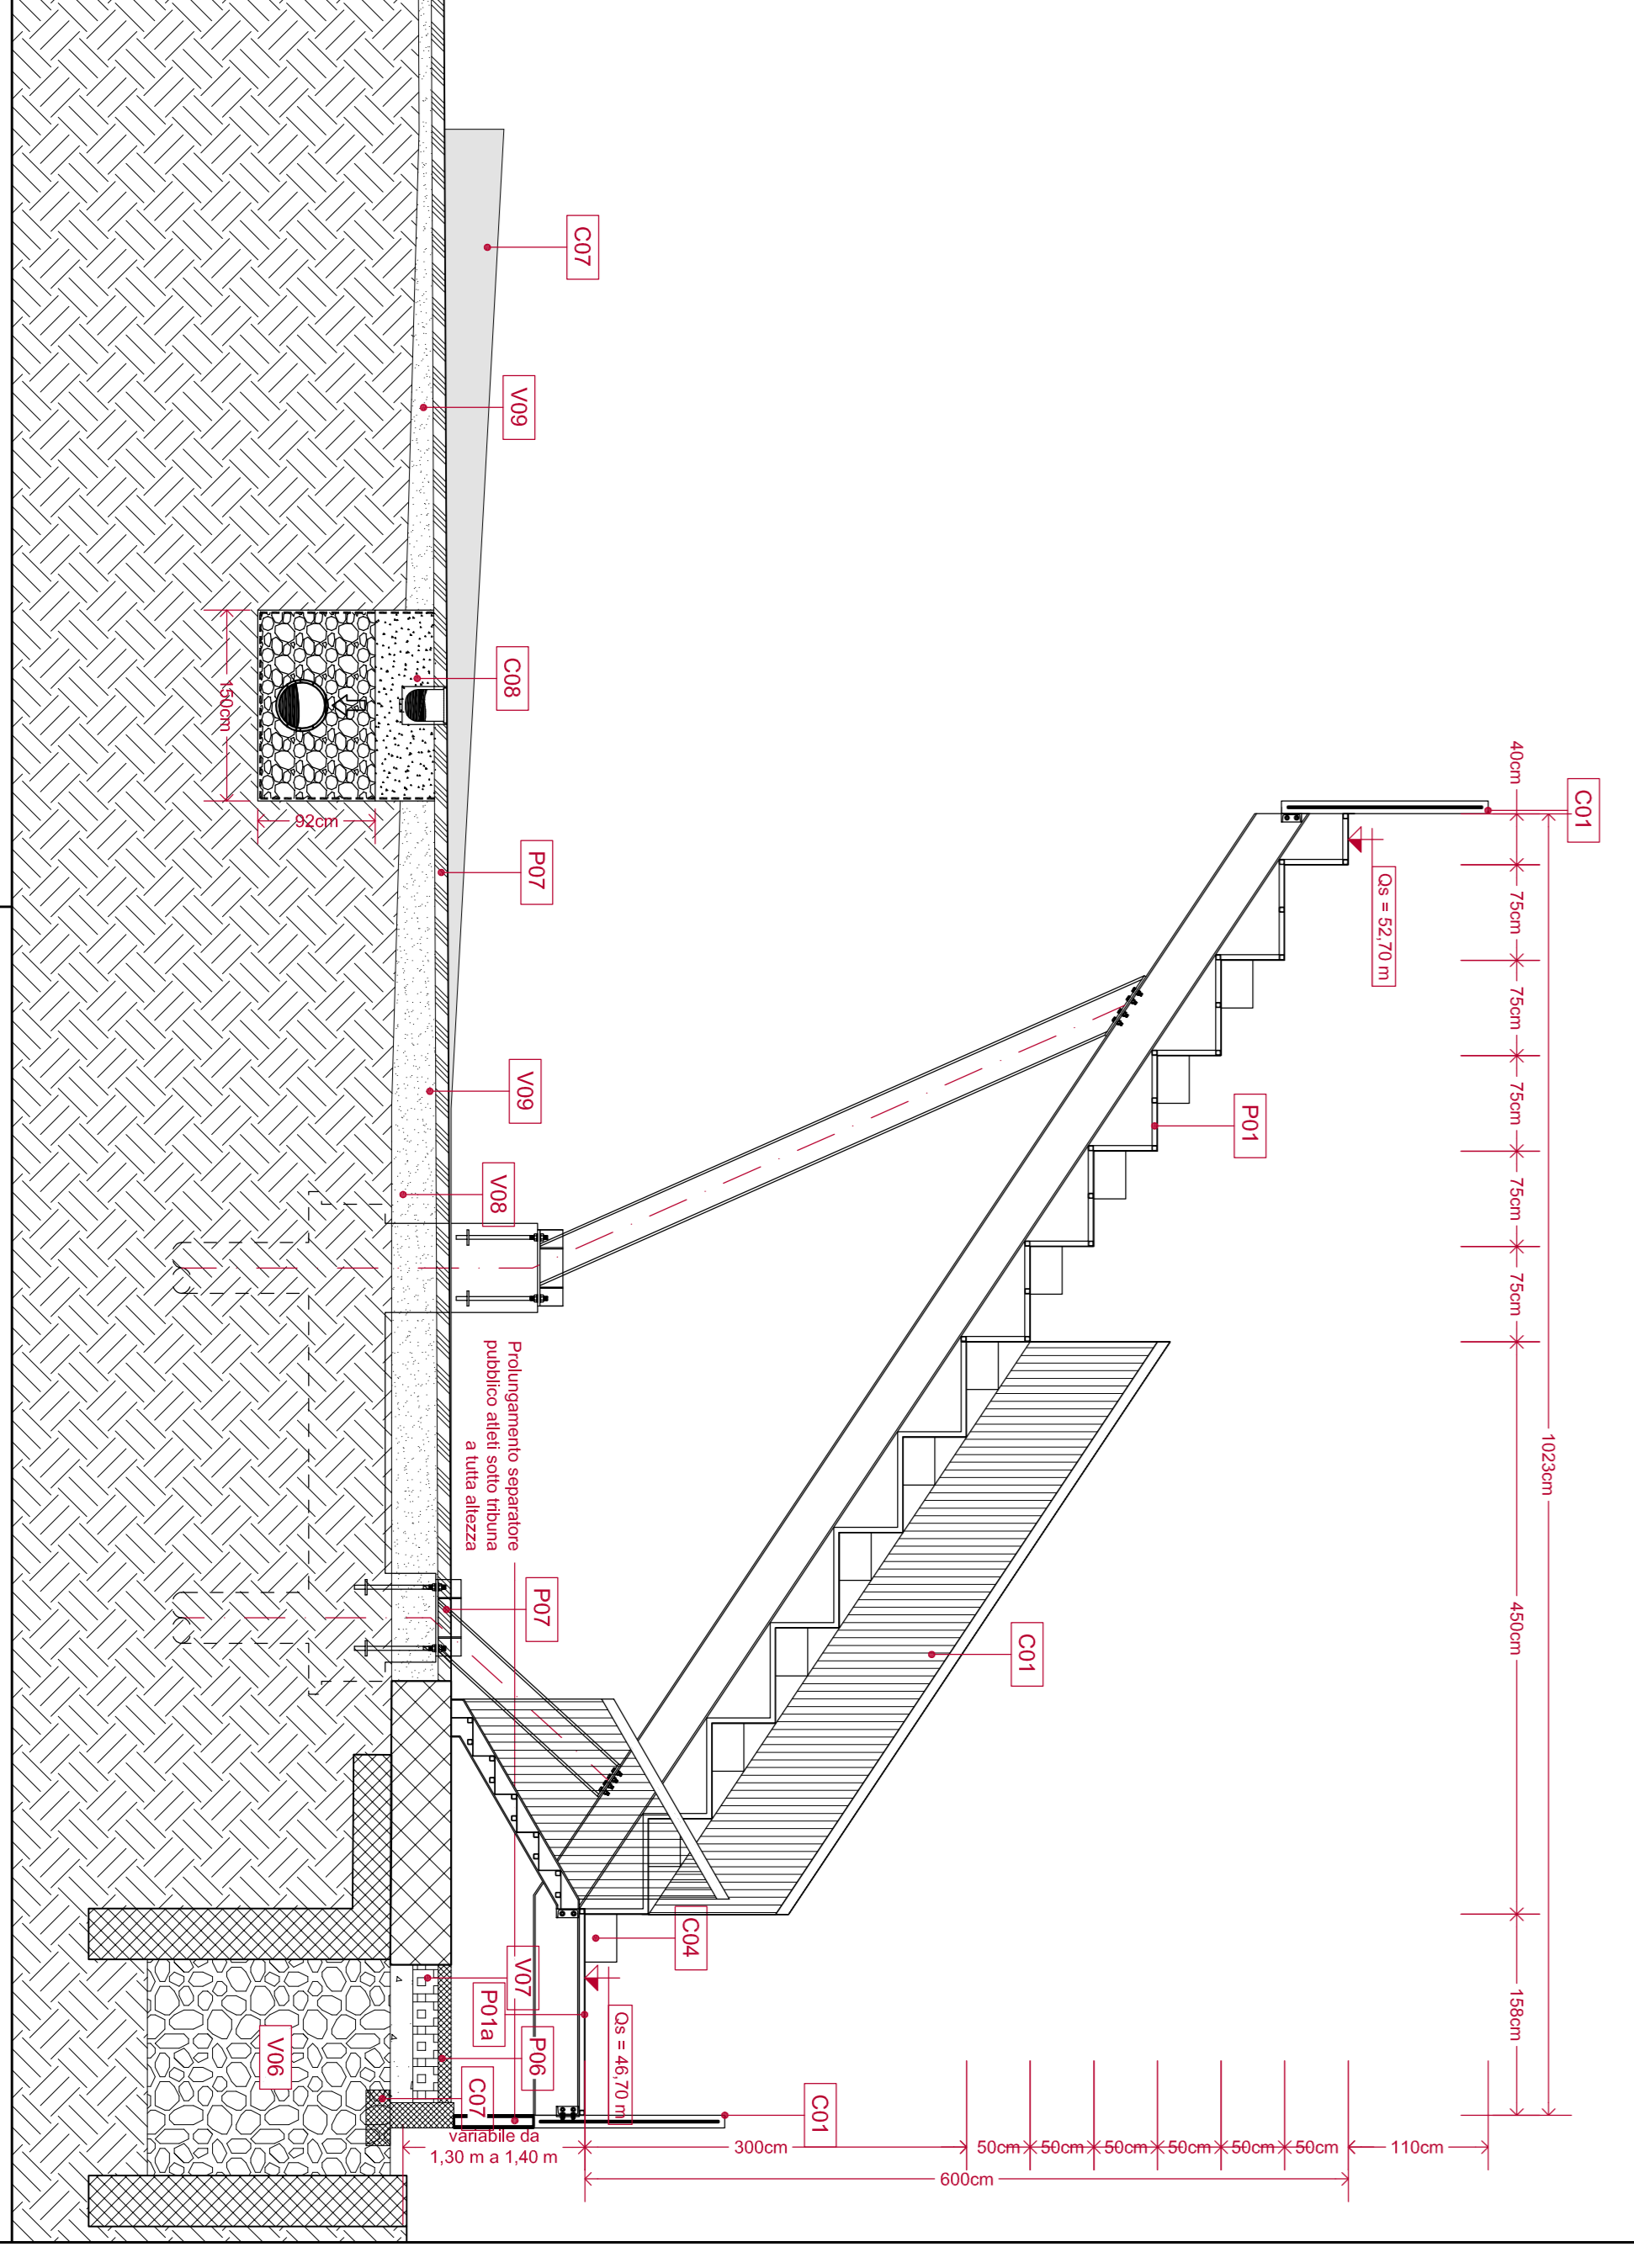 C01
40cm
75cm
75cm
75cm
75cm
75cm
450cm
158cm
1023cm
Qs = 52,70 m
P01
C01
C07
V09
C08
150cm
92cm
P07
V09
V08
Prolungamento separatore
pubblico atleti sotto tribuna
a tutta altezza
P07
C04
V07
P01a
Qs = 46,70 m
P06
V06
C07
C01
variabile da
1,30 m a 1,40 m
300cm
50cm
50cm
50cm
50cm
50cm
50cm
110cm
600cm